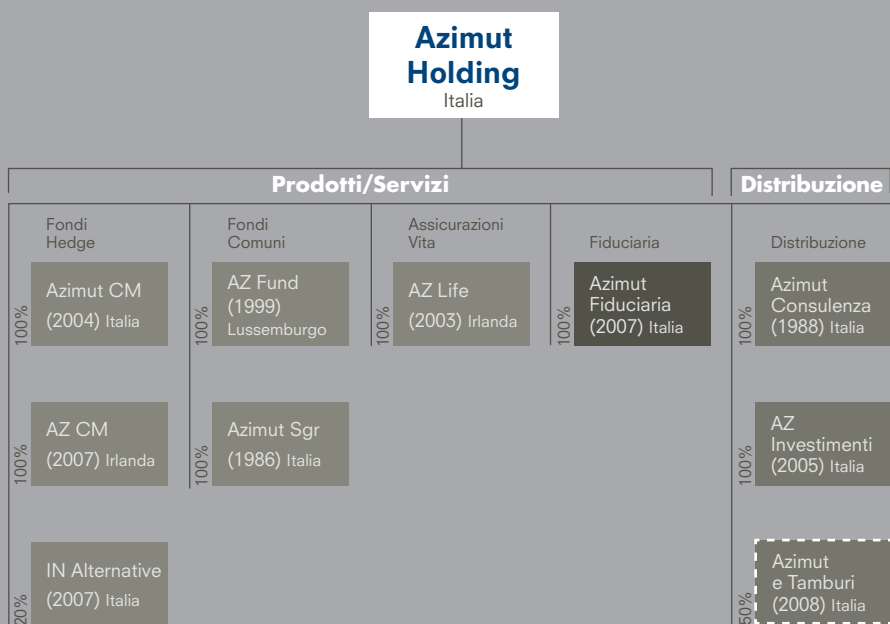 Azimut
Holding
Italia
Prodotti/Servizi
Distribuzione
Fondi
Hedge
Fondi
Comuni
Assicurazioni
Vita
Fiduciaria
Distribuzione
100%
Azimut CM
(2004) Italia
100%
AZ Fund
(1999)
Lussemburgo
100%
AZ Life
(2003) Irlanda
100%
Azimut
Fiduciaria
(2007) Italia
100%
Azimut
Consulenza
(1988) Italia
100%
AZ CM
(2007) Irlanda
100%
Azimut Sgr
(1986) Italia
100%
AZ
Investimenti
(2005) Italia
20%
IN Alternative
(2007) Italia
50%
Azimut
e Tamburi
(2008) Italia